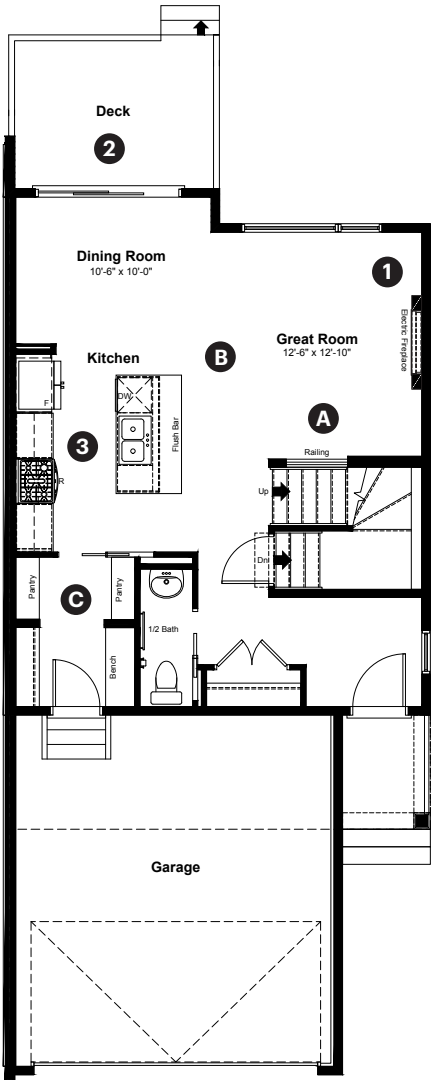 Deck
2
Dining Room
10'-6" x 10'-0"
1
Electric Fireplace
Great Room
12'-6" x 12'-10"
Kitchen
B
DW
F
A
Flush Bar
3
Railing
R
Up
Dn
Pantry
C
Pantry
1/2 Bath
Bench
Garage